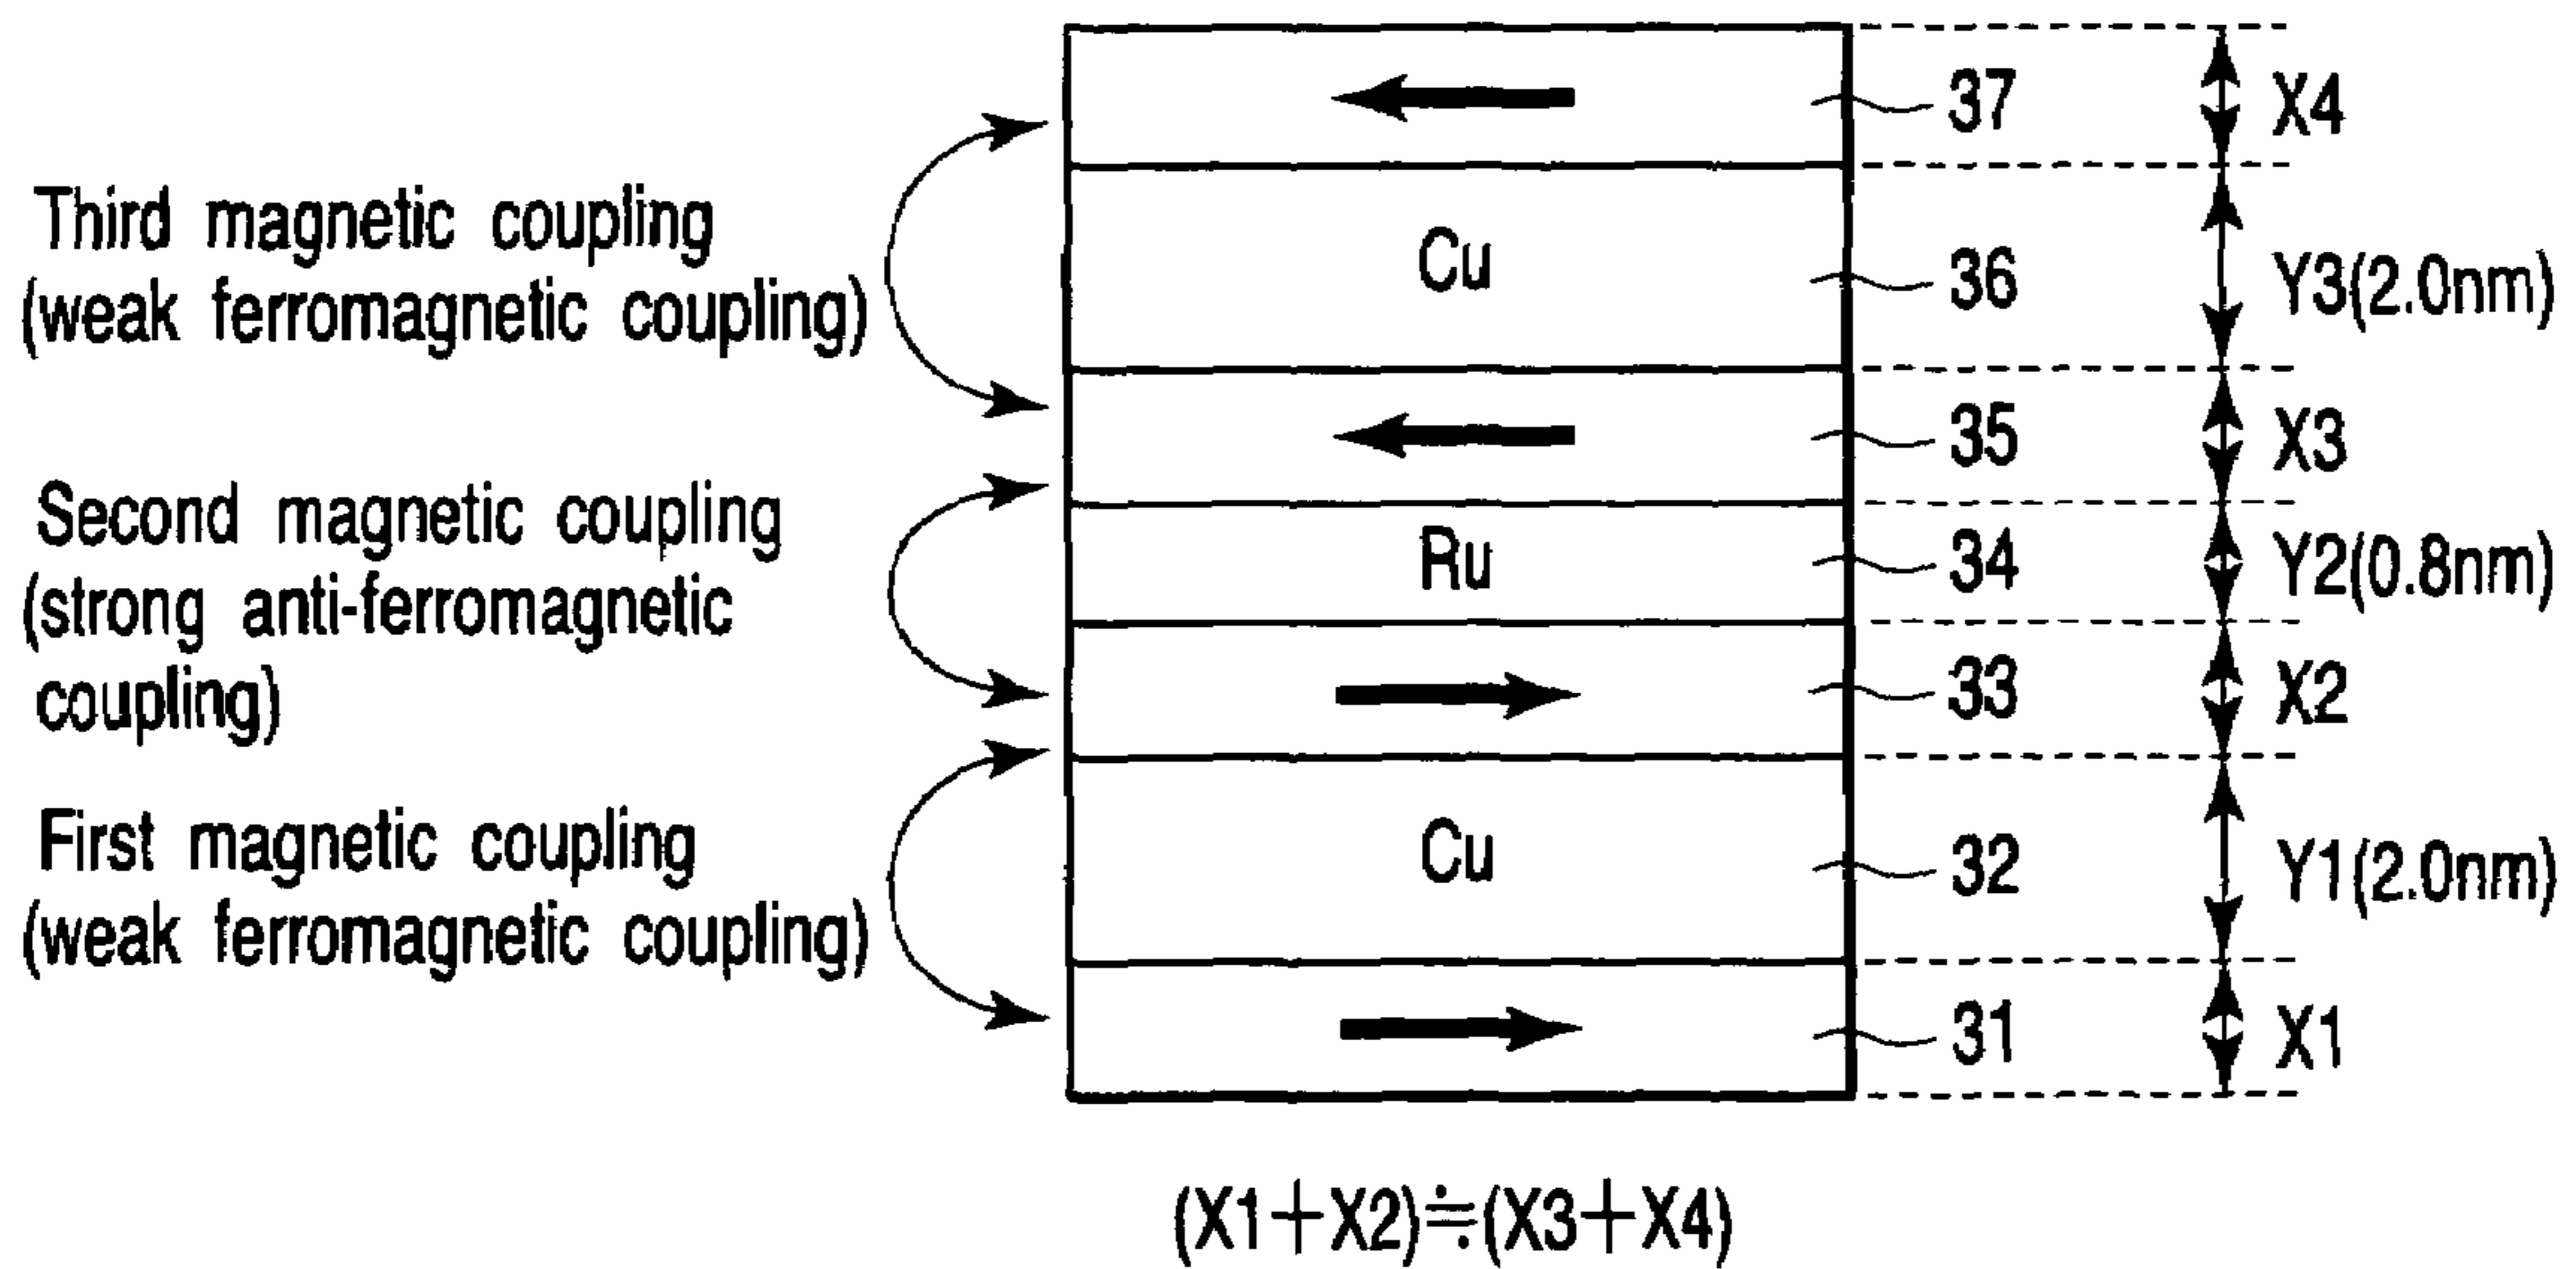 37
X4
Third magnetic coupling
(weak ferromagnetic coupling)
Cu
36
Y3(2.0nm)
35
X3
Second magnetic coupling
(strong anti-ferromagnetic
coupling)
Ru
34
Y2(0.8nm)
33
X2
First magnetic coupling
(weak ferromagnetic coupling)
Cu
32
Y1(2.0nm)
31
X1
(X1+X2)≒(X3+X4)